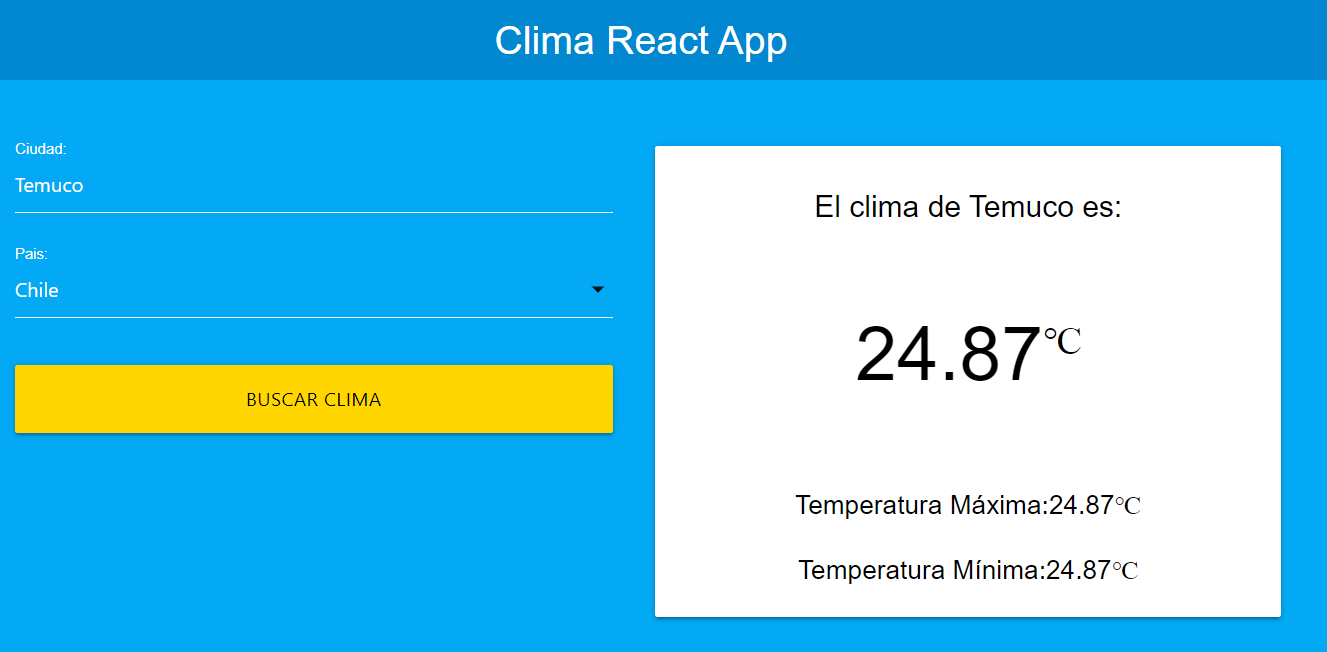 Clima React App
Ciudad:
Temuco
Pais:
Chile
BUSCAR CLIMA
El clima de Temuco es:
24.87℃
Temperatura Máxima:24.87℃
Temperatura Mínima:24.87℃